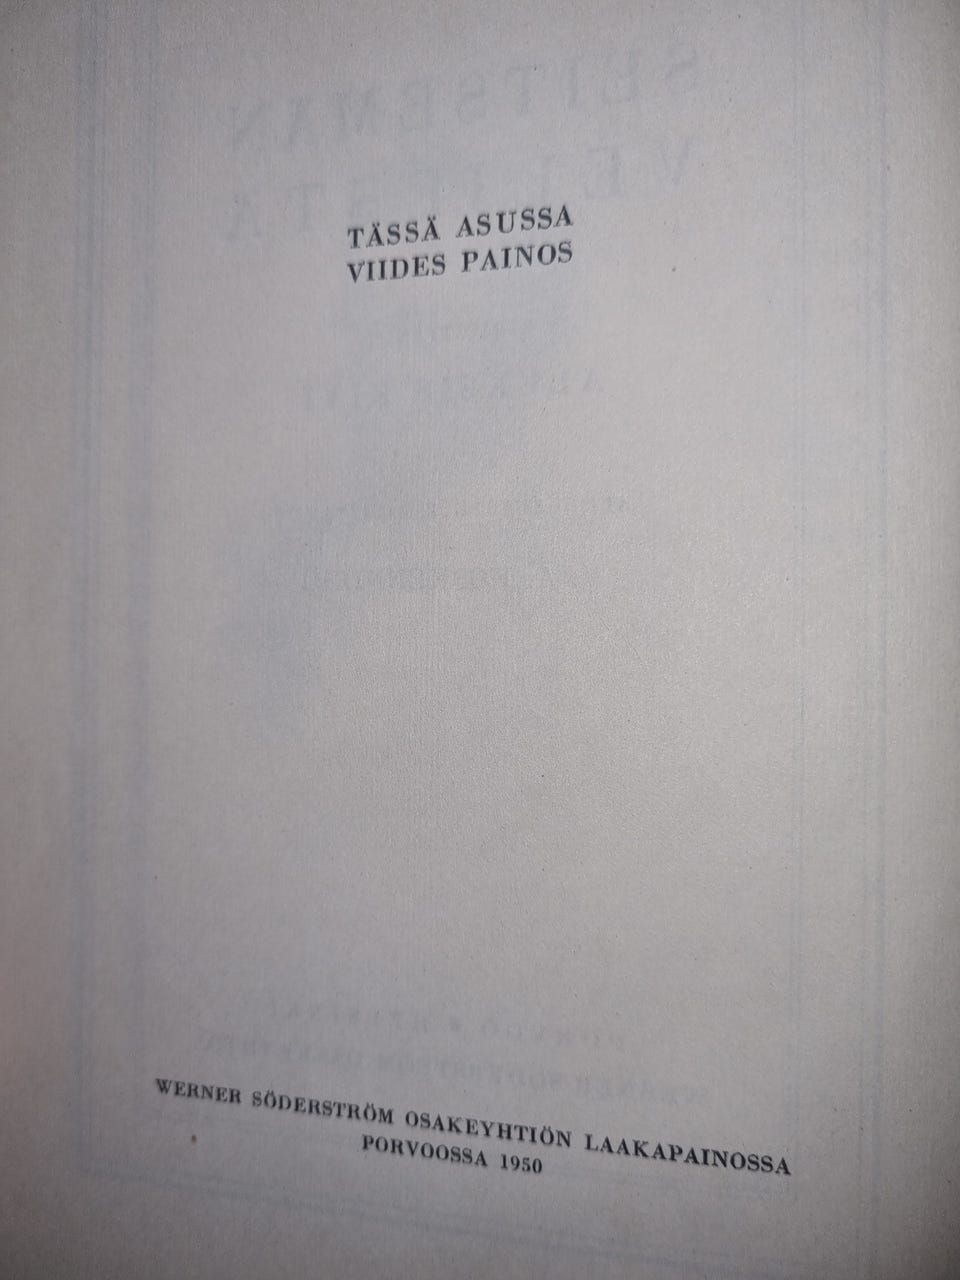 TÄSSÄ ASUSSA
VIIDES PAINOS
WERNER SÖDERSTRÖM OSAKEYHTIÖN LAAKAPAINOSSA
PORVOOSSA 1950